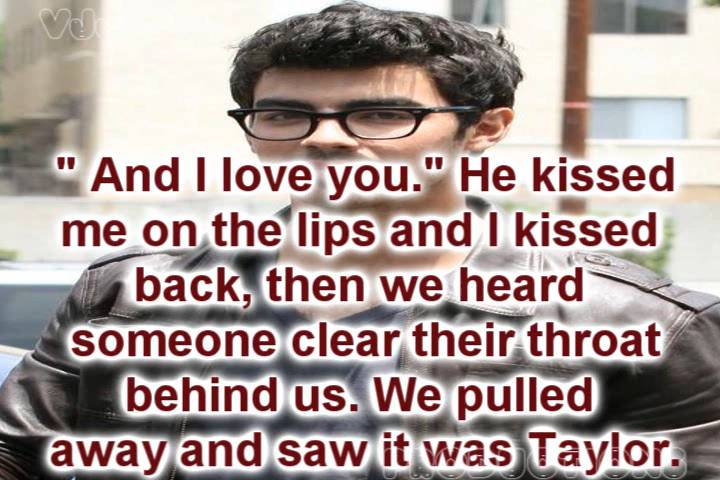 " And I love you." He kissed
me on the lips and I kissed
back, then we heard
someone clear their throat
behind us. We pulled
away and saw it was Taylor.
PRODUCTIONS